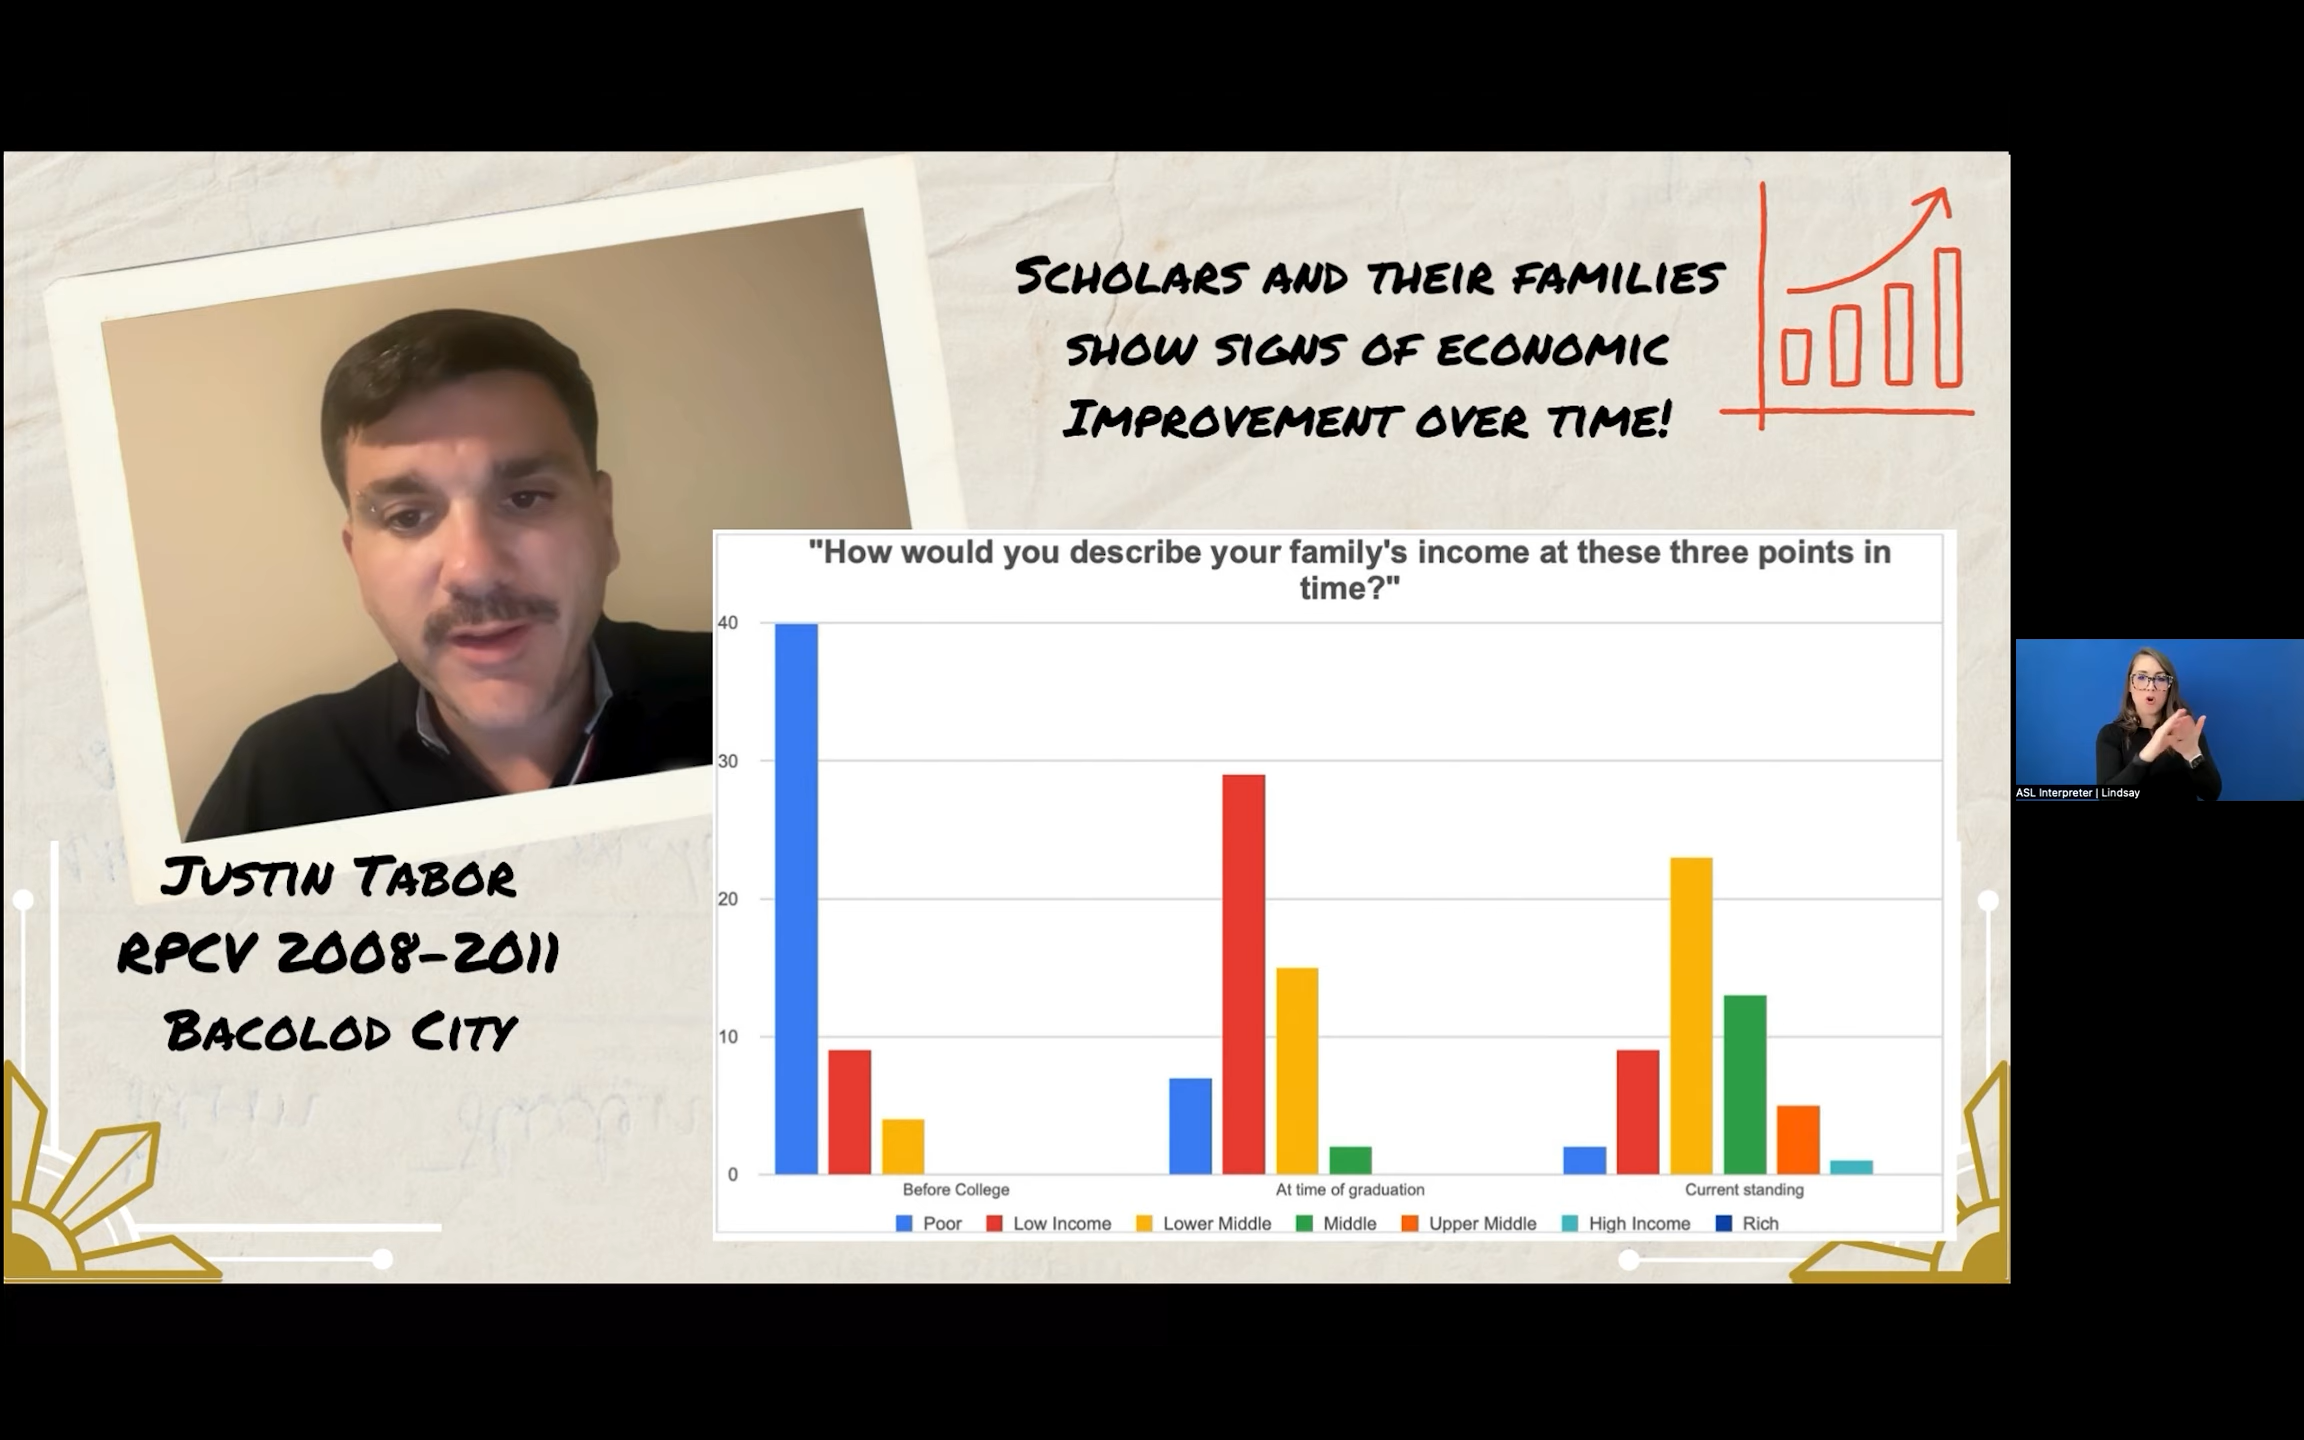 Scholars and their families
show signs of economic
Improvement over time!
"How would you describe your family's income at these three points in
time?"
40
30
20
10
0
Before College At time of graduation Current standing
Poor Low Income Lower Middle Middle Upper Middle High Income Rich
Justin Tabor
RPCV 2008-2011
Bacolod City
ASL Interpreter | Lindsay